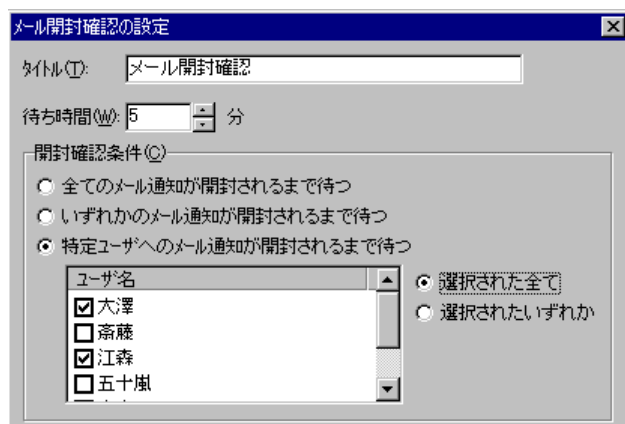 メール開封確認の設定
タイトル(T): メール開封確認
待ち時間(W): 5 分
開封確認条件(C)
全てのメール通知が開封されるまで待つ
いずれかのメール通知が開封されるまで待つ
特定ユーザへのメール通知が開封されるまで待つ
ユーザ名
大澤
斎藤
江森
五十嵐
選択された全て
選択されたいずれか